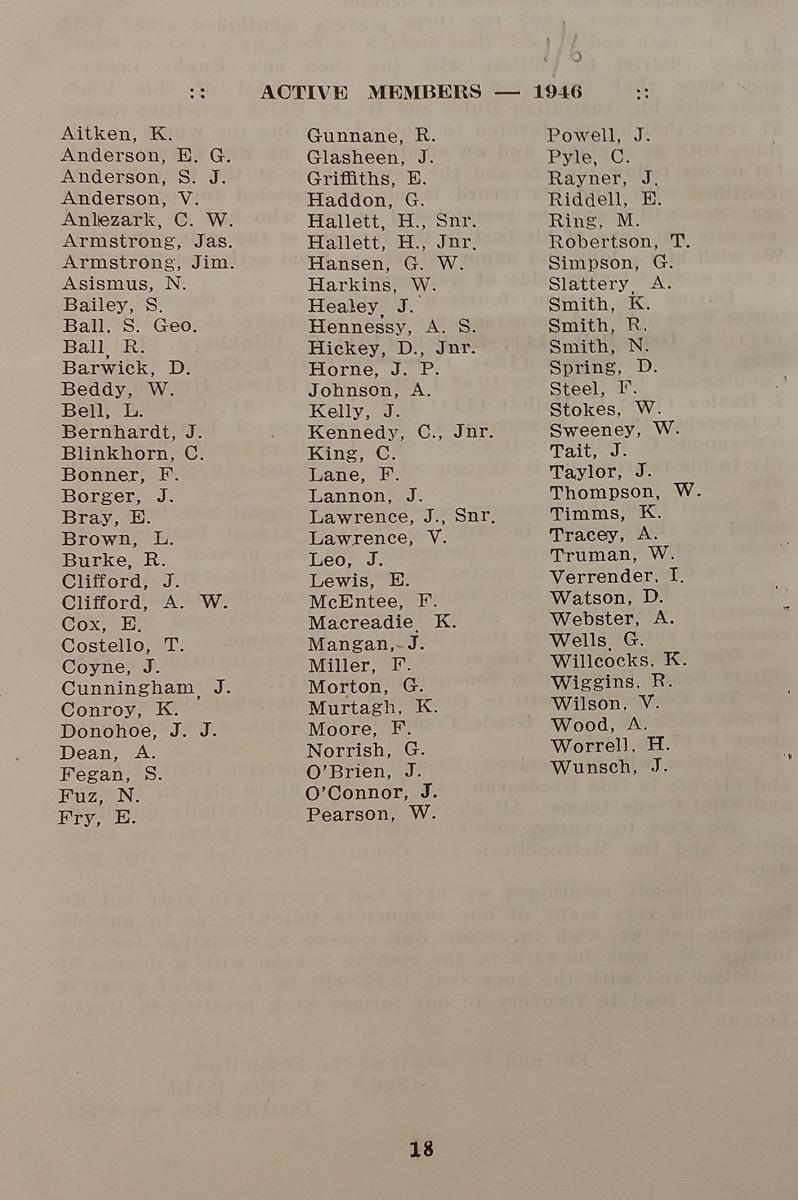 1/6
:: ACTIVE MEMBERS — 1946 ::
Aitken, K.
Anderson, E. G.
Anderson, S. J.
Anderson, V.
Anlezark, C. W.
Armstrong, Jas.
Armstrong, Jim.
Asismus, N.
Bailey, S.
Ball, S. Geo.
Ball, R.
Barwick, D.
Beddy, W.
Bell, L.
Bernhardt, J.
Blinkhorn, C.
Bonner, F.
Borger, J.
Bray, E.
Brown, L.
Burke, R.
Clifford, J.
Clifford, A. W.
Cox, E.
Costello, T.
Coyne, J.
Cunningham, J.
Conroy, K.
Donohoe, J. J.
Dean, A.
Fegan, S.
Fuz, N.
Fry, E.
Gunnane, R.
Glasheen, J.
Griffiths, E.
Haddon, G.
Hallett, H., Snr.
Hallett, H., Jnr.
Hansen, G. W.
Harkins, W.
Healey, J.
Hennessy, A. S.
Hickey, D., Jnr.
Horne, J. P.
Johnson, A.
Kelly, J.
Kennedy, C., Jnr.
King, C.
Lane, F.
Lannon, J.
Lawrence, J., Snr.
Lawrence, V.
Leo, J.
Lewis, E.
McEntee, F.
Macreadie, K.
Mangan, J.
Miller, F.
Morton, G.
Murtagh, K.
Moore, F.
Norrish, G.
O'Brien, J.
O'Connor, J.
Pearson, W.
Powell, J.
Pyle, C.
Rayner, J.
Riddell, E.
Ring, M.
Robertson, T.
Simpson, G.
Slattery, A.
Smith, K.
Smith, R.
Smith, N.
Spring, D.
Steel, F.
Stokes, W.
Sweeney, W.
Tait, J.
Taylor, J.
Thompson, W.
Timms, K.
Tracey, A.
Truman, W.
Verrender, I.
Watson, D.
Webster, A.
Wells, G.
Willcocks, K.
Wiggins, R.
Wilson, V.
Wood, A.
Worrell, H.
Wunsch, J.
18